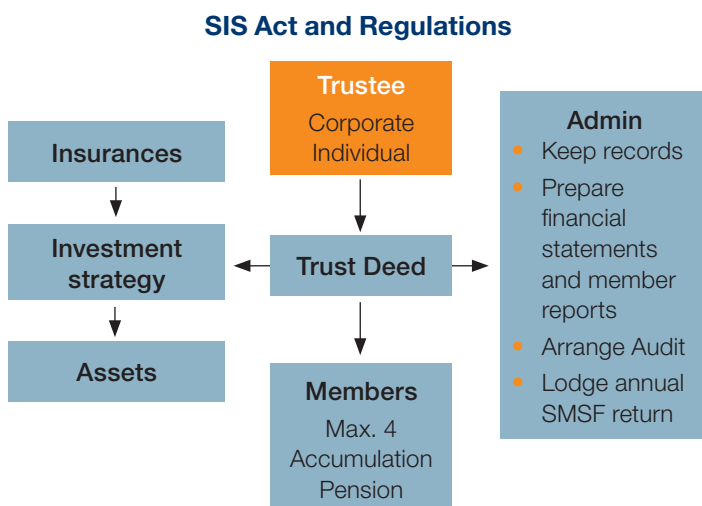 SIS Act and Regulations
Trustee
Corporate
Individual
Insurances
Investment
strategy
Assets
Trust Deed
Members
Max. 4
Accumulation
Pension
Admin
Keep records
Prepare
financial
statements
and member
reports
Arrange Audit
Lodge annual
SMSF return